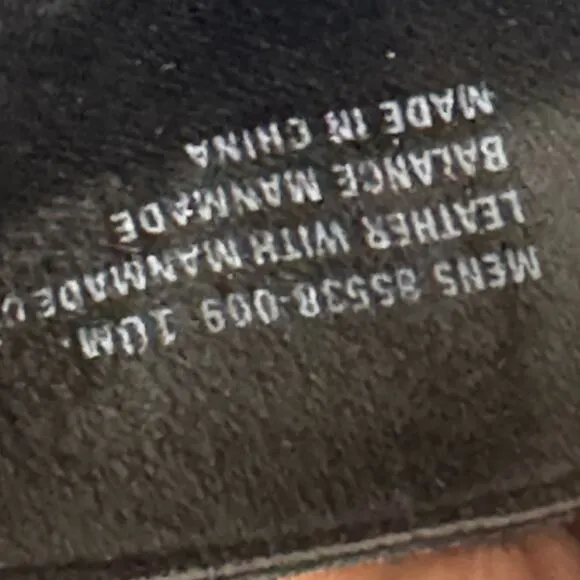 MENS 85538-009 10M.
LEATHER WITH MANMADE U
BALANCE MANMADE
MADE IN CHINA